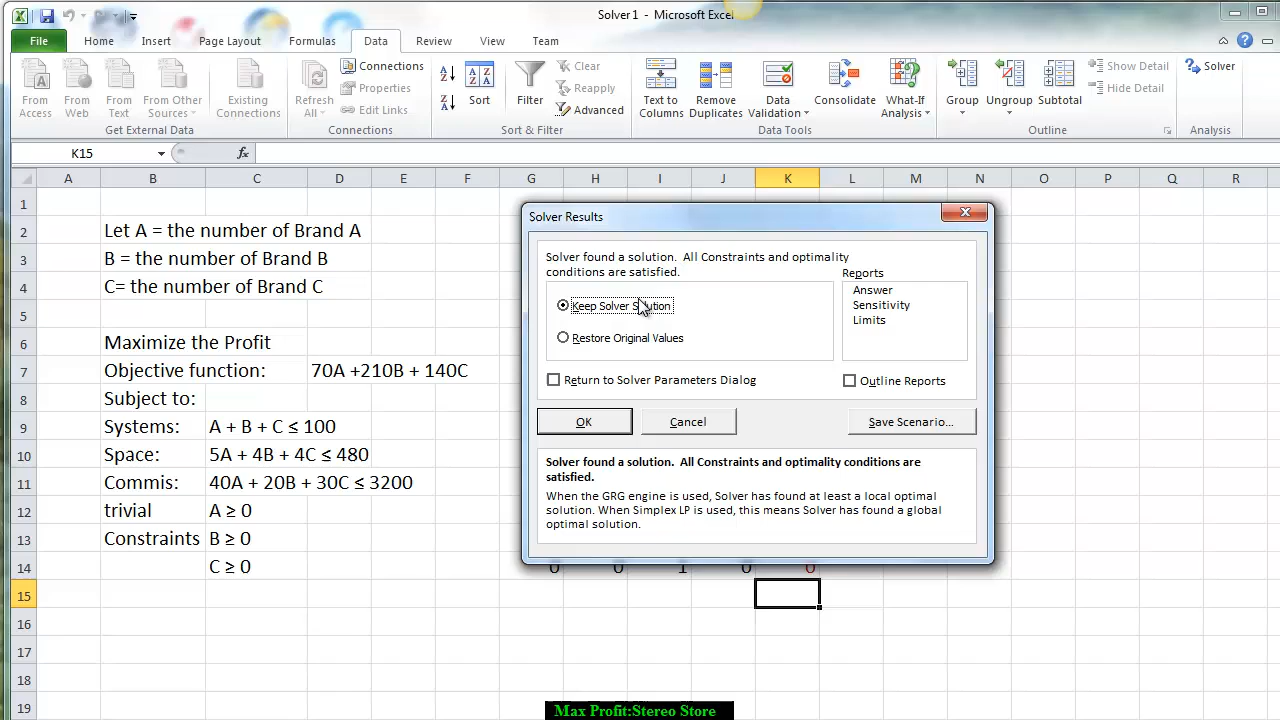 Solver1 - Microsoft Excel
File Home Insert Page Layout Formulas Data Review View Team
From Access
From Web
From Text
From Other Sources
Existing Connections
Get External Data
Refresh All
Connections
Properties
Edit Links
Connections
Sort
Filter
Clear
Reapply
Advanced
Sort & Filter
Text to Columns
Remove Duplicates
Data Validation
Consolidate
What-If Analysis
Data Tools
Group
Ungroup
Subtotal
Show Detail
Hide Detail
Outline
Solver
Analysis
K15 fx
A B C D E F G H I J K L M N O P Q R
1
2 Let A = the number of Brand A
3 B = the number of Brand B
4 C= the number of Brand C
5
6 Maximize the Profit
7 Objective function: 70A +210B + 140C
8 Subject to:
9 Systems: A + B + C ≤ 100
10 Space: 5A + 4B + 4C ≤ 480
11 Commis: 40A + 20B + 30C ≤ 3200
12 trivial A ≥ 0
13 Constraints B ≥ 0
14 C ≥ 0 0 0 1 0 0
15
16
17
18
19
Solver Results
Solver found a solution. All Constraints and optimality
conditions are satisfied.
Keep Solver Solution
Restore Original Values
Reports
Answer
Sensitivity
Limits
Return to Solver Parameters Dialog
Outline Reports
OK
Cancel
Save Scenario...
Solver found a solution. All Constraints and optimality conditions are
satisfied.
When the GRG engine is used, Solver has found at least a local optimal
solution. When Simplex LP is used, this means Solver has found a global
optimal solution.
Max Profit:Stereo Store